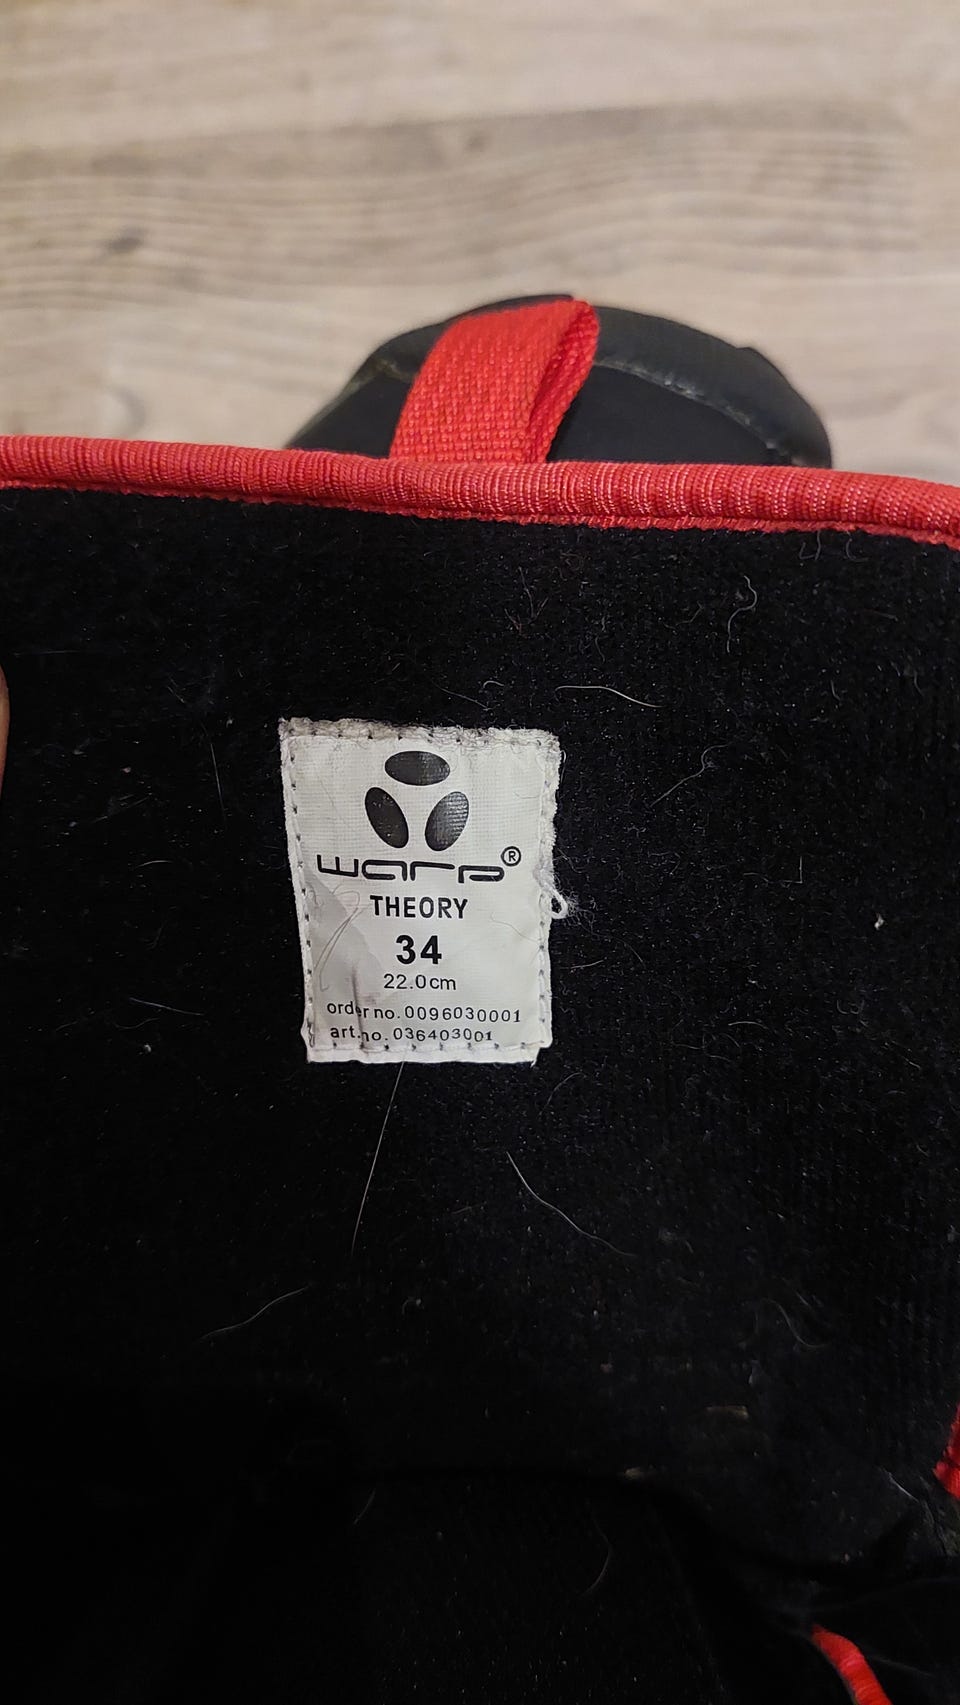 warp®
THEORY
34
22.0cm
order no. 0096030001
art.no. 036403001